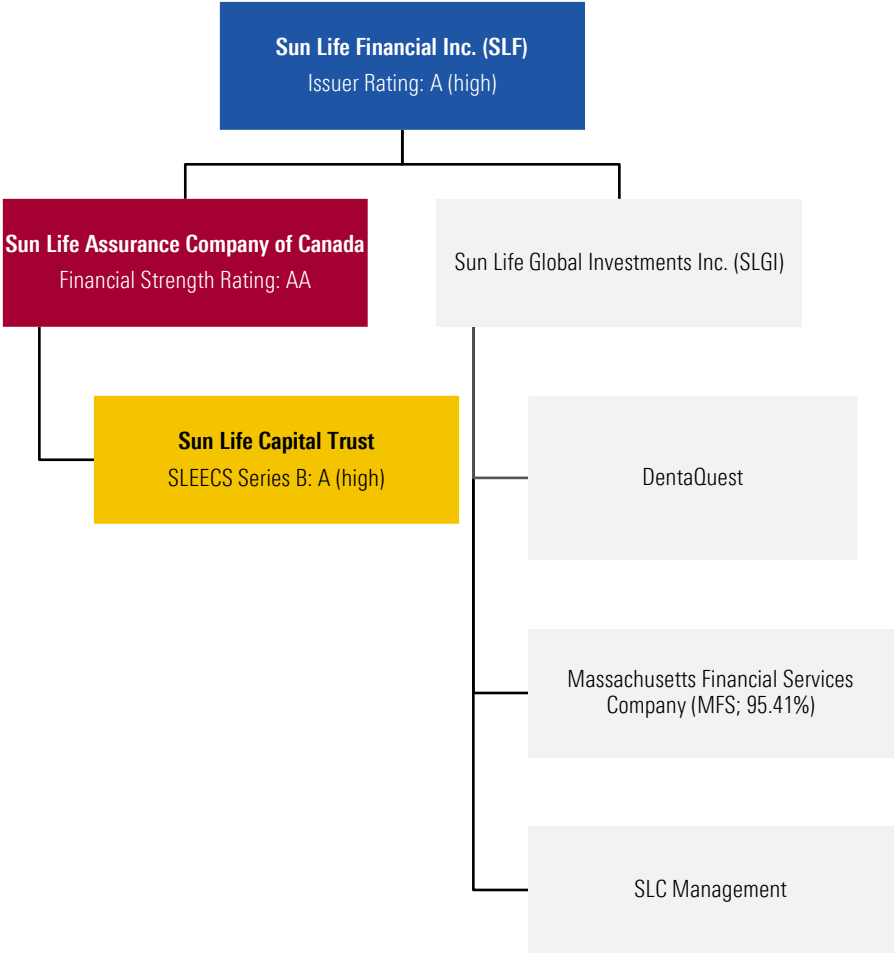 Sun Life Financial Inc. (SLF)
Issuer Rating: A (high)
Sun Life Assurance Company of Canada
Financial Strength Rating: AA
Sun Life Global Investments Inc. (SLGI)
Sun Life Capital Trust
SLEECS Series B: A (high)
DentaQuest
Massachusetts Financial Services
Company (MFS; 95.41%)
SLC Management